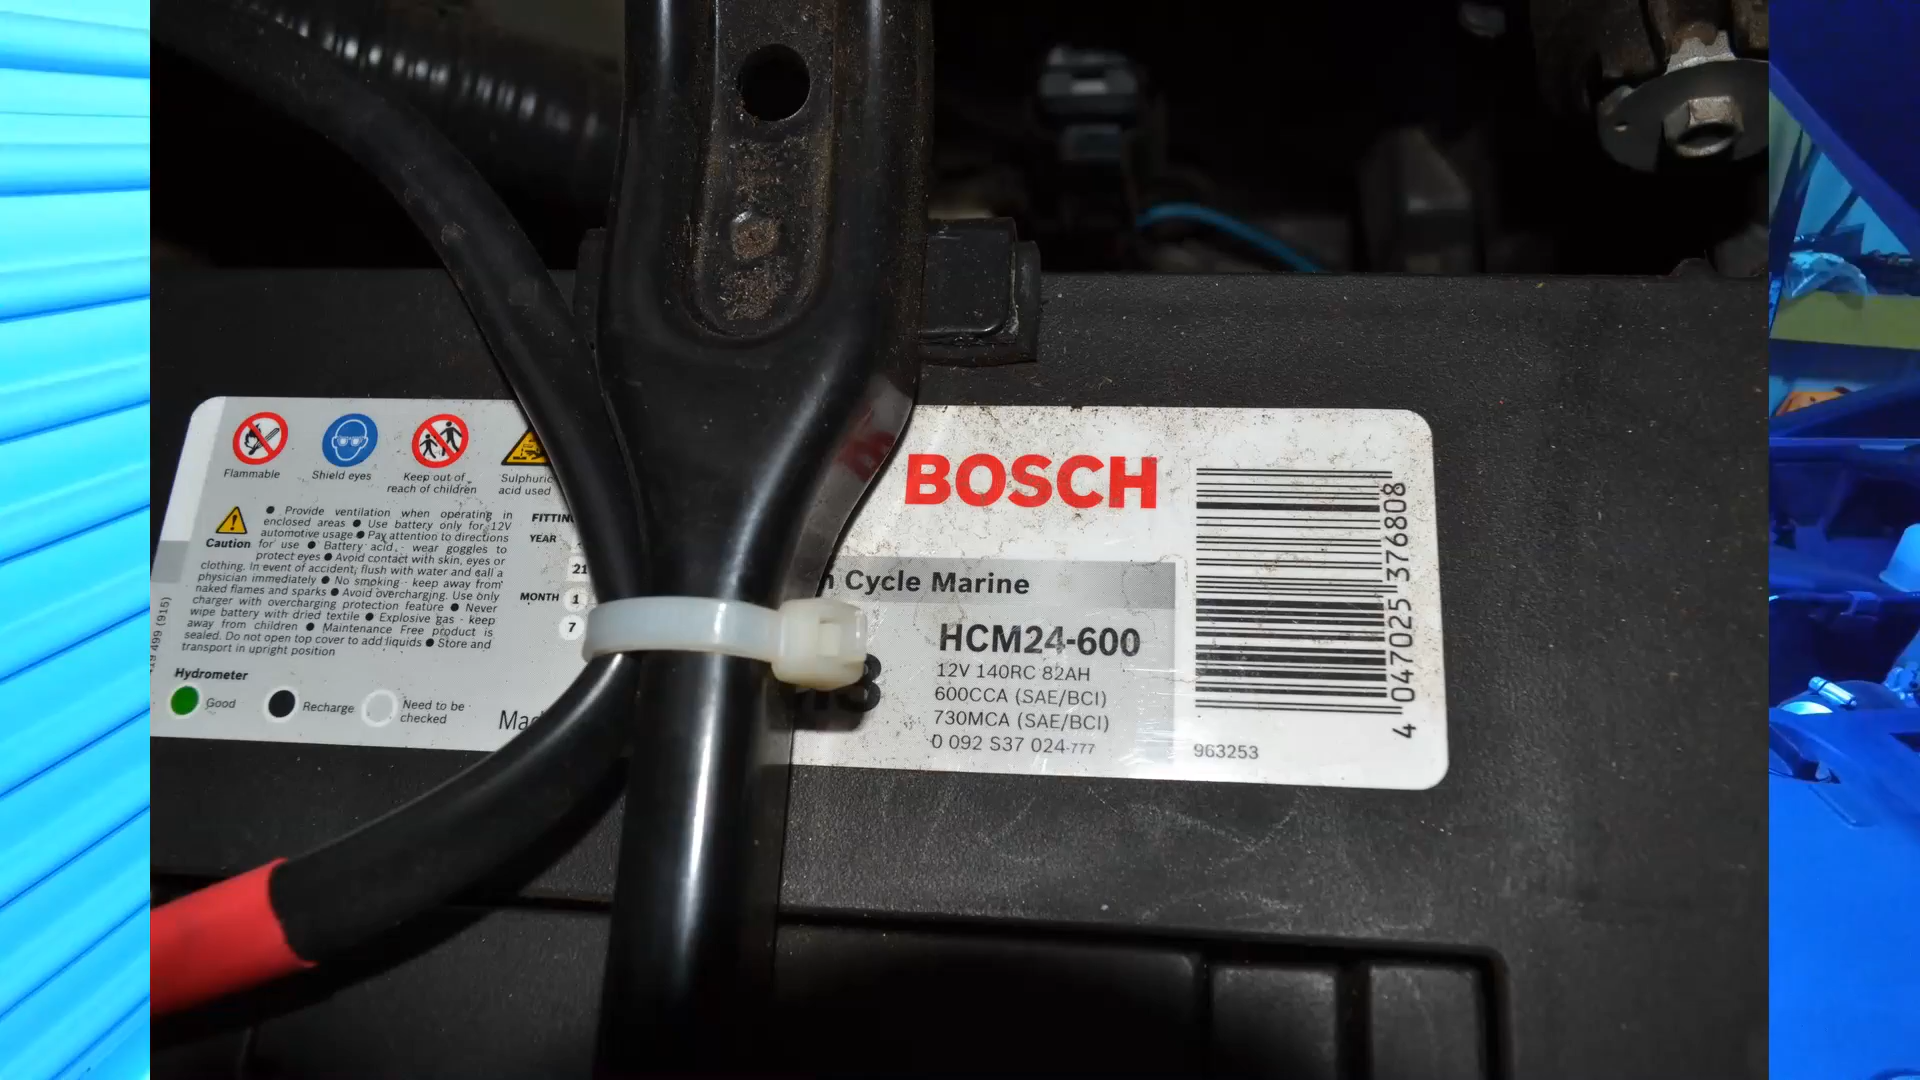 Flammable
Shield eyes
Keep out of
reach of children
Sulphuric
acid used
Caution
● Provide ventilation when operating in
enclosed areas ● Use battery only for 12V
automotive usage ● Pay attention to directions
for use ● Battery acid - wear goggles to
protect eyes ● Avoid contact with skin, eyes or
clothing. In event of accident, flush with water and call a
physician immediately ● No smoking - keep away from
naked flames and sparks ● Avoid overcharging. Use only
charger with overcharging protection feature ● Never
wipe battery with dried textile ● Explosive gas - keep
away from children ● Maintenance Free product is
sealed. Do not open top cover to add liquids ● Store and
transport in upright position
Hydrometer
Good
Recharge
Need to be
checked
YEAR
21
MONTH 1
7
BOSCH
Cycle Marine
HCM24-600
12V 140RC 82AH
600CCA (SAE/BCI)
730MCA (SAE/BCI)
0 092 S37 024-777
963253
4 047025 376808